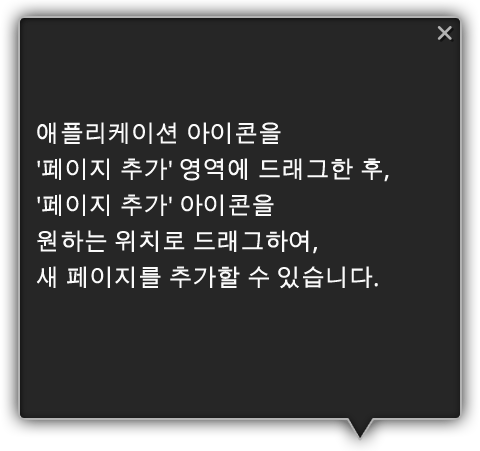 애플리케이션 아이콘을
'페이지 추가' 영역에 드래그한 후,
'페이지 추가' 아이콘을
원하는 위치로 드래그하여,
새 페이지를 추가할 수 있습니다.